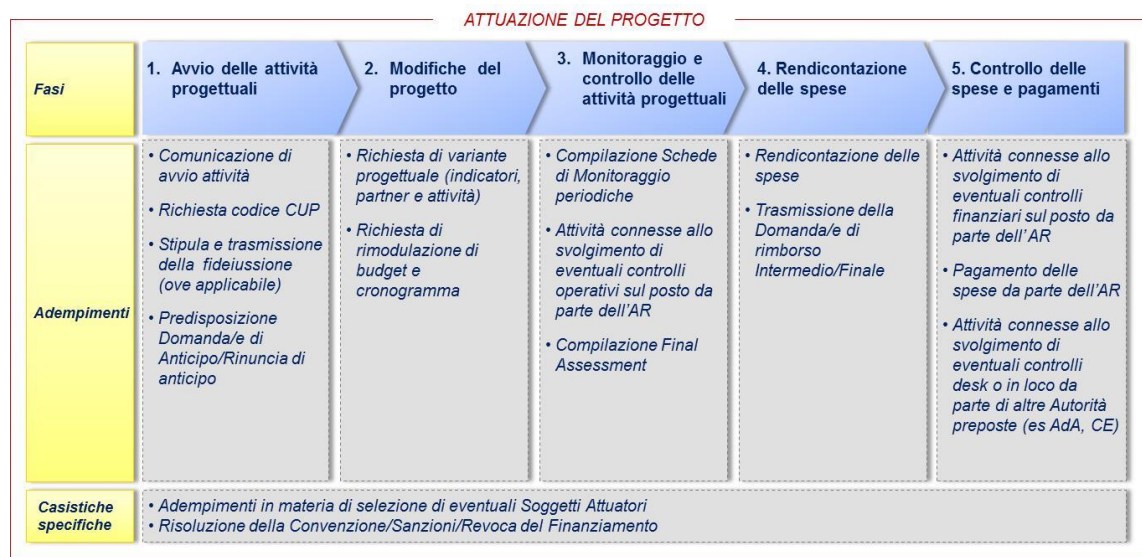 ATTUAZIONE DEL PROGETTO
Fasi
1. Avvio delle attività
progettuali
2. Modifiche del
progetto
3. Monitoraggio e
controllo delle
attività progettuali
4. Rendicontazione
delle spese
5. Controllo delle
spese e pagamenti
Adempimenti
• Comunicazione di
avvio attività
• Richiesta codice CUP
• Stipula e trasmissione
della fideiussione
(ove applicabile)
• Predisposizione
Domanda/e di
Anticipo/Rinuncia di
anticipo
• Richiesta di variante
progettuale (indicatori,
partner e attività)
• Richiesta di
rimodulazione di
budget e
cronogramma
• Compilazione Schede
di Monitoraggio
periodiche
• Attività connesse allo
svolgimento di
eventuali controlli
operativi sul posto da
parte dell'AR
• Compilazione Final
Assessment
• Rendicontazione delle
spese
• Trasmissione della
Domanda/e di
rimborso
Intermedio/Finale
• Attività connesse allo
svolgimento di
eventuali controlli
finanziari sul posto da
parte dell'AR
• Pagamento delle
spese da parte dell'AR
• Attività connesse allo
svolgimento di
eventuali controlli
desk o in loco da
parte di altre Autorità
preposte (es AdA, CE)
Casistiche
specifiche
• Adempimenti in materia di selezione di eventuali Soggetti Attuatori
• Risoluzione della Convenzione/Sanzioni/Revoca del Finanziamento